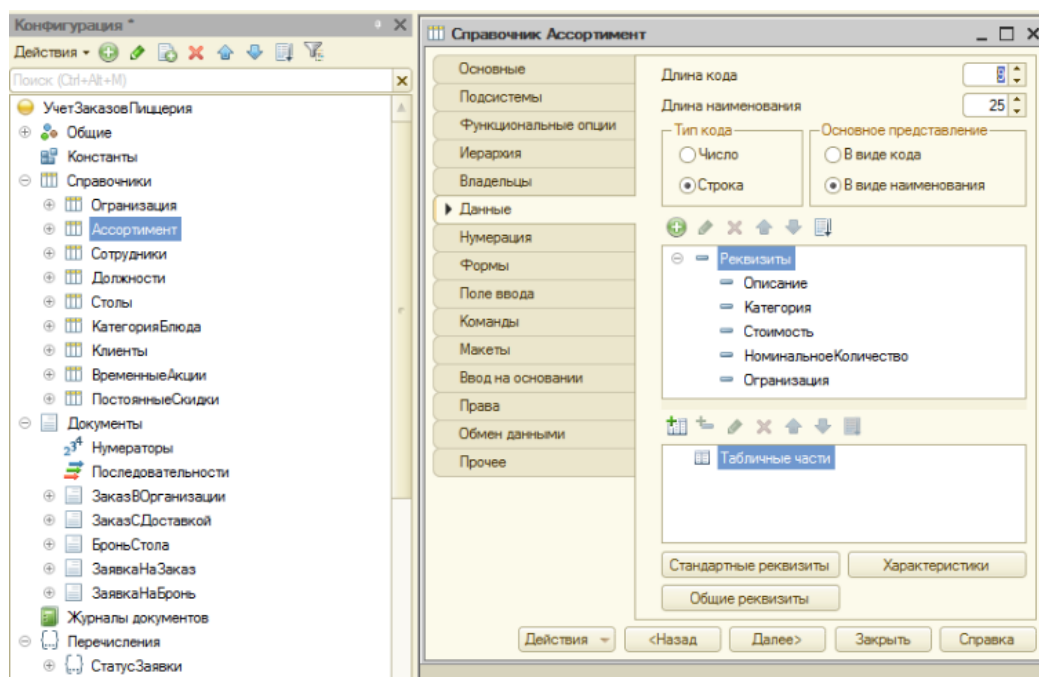 Конфигурация *
Действия
Поиск (Ctrl+Alt+M)
УчетЗаказовПиццерия
Общие
Константы
Справочники
Огранизация
Ассортимент
Сотрудники
Должности
Столы
КатегорияБлюда
Клиенты
ВременныеАкции
ПостоянныеСкидки
Документы
Нумераторы
Последовательности
ЗаказВОрганизации
ЗаказСДоставкой
БроньСтола
ЗаявкаНаЗаказ
ЗаявкаНаБронь
Журналы документов
Перечисления
СтатусЗаявки
Справочник Ассортимент
Основные
Подсистемы
Функциональные опции
Иерархия
Владельцы
Данные
Нумерация
Формы
Поле ввода
Команды
Макеты
Ввод на основании
Права
Обмен данными
Прочее
Длина кода
Длина наименования 25
Тип кода
Число
Строка
Основное представление
В виде кода
В виде наименования
Реквизиты
Описание
Категория
Стоимость
НоминальноеКоличество
Огранизация
Табличные части
Стандартные реквизиты Характеристики
Общие реквизиты
Действия <Назад Далее> Закрыть Справка